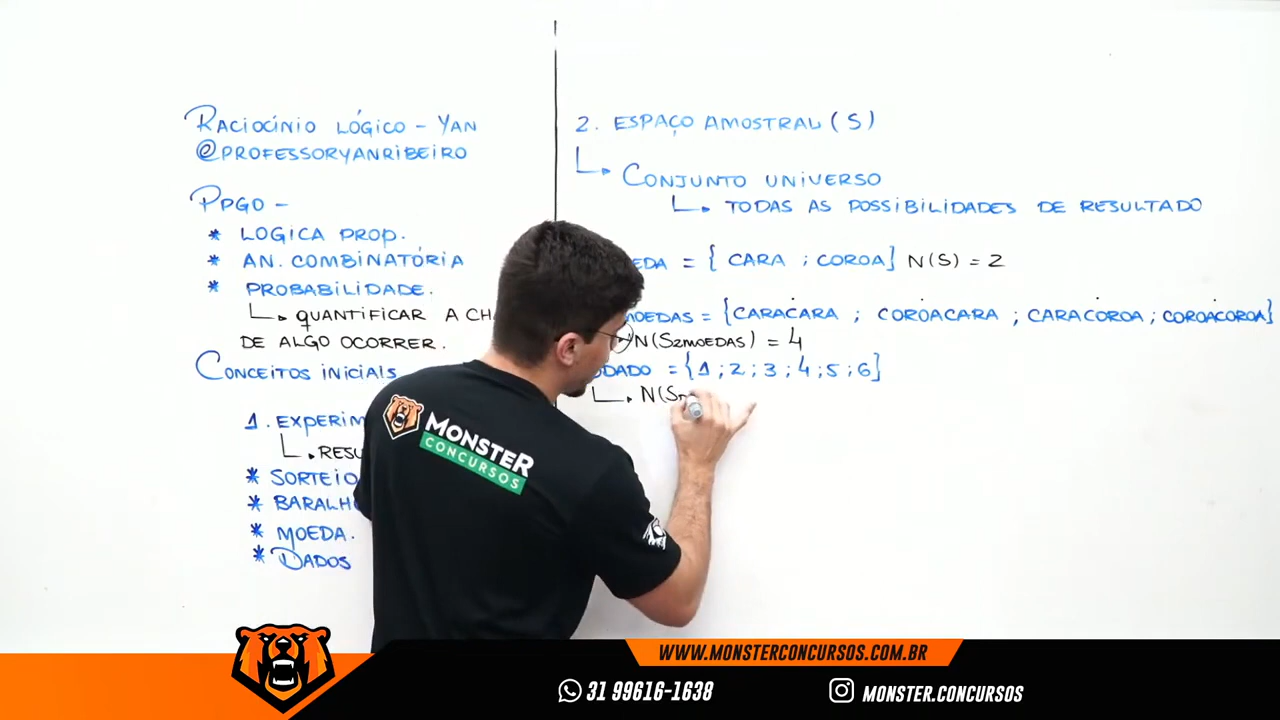 RACIOCÍNIO LÓGICO - YAN
@PROFESSORYANRIBEIRO
PPGO -
* LOGICA PROP.
* AN. COMBINATÓRIA
* PROBABILIDADE.
QUANTIFICAR A
DE ALGO OCORRER.
CONCEITOS INICIAIS
1. EXPERIM
RESU
* SORTEIO
* BARALH
* MOEDA.
* DADOS
2. ESPAÇO AMOSTRAL (S)
CONJUNTO UNIVERSO
TODAS AS POSSIBILIDADES DE RESULTADO
EDA = { CARA ; COROA} N(S) = 2
MOEDAS = {CARACARA ; COROACARA ; CARACOROA ; COROACOROA}
N(S2MOEDAS) = 4
DADO = {1 ; 2 ; 3 ; 4 ; 5 ; 6}
N(S
MONSTER
CONCURSOS
WWW.MONSTERCONCURSOS.COM.BR
31 99616-1638
MONSTER.CONCURSOS